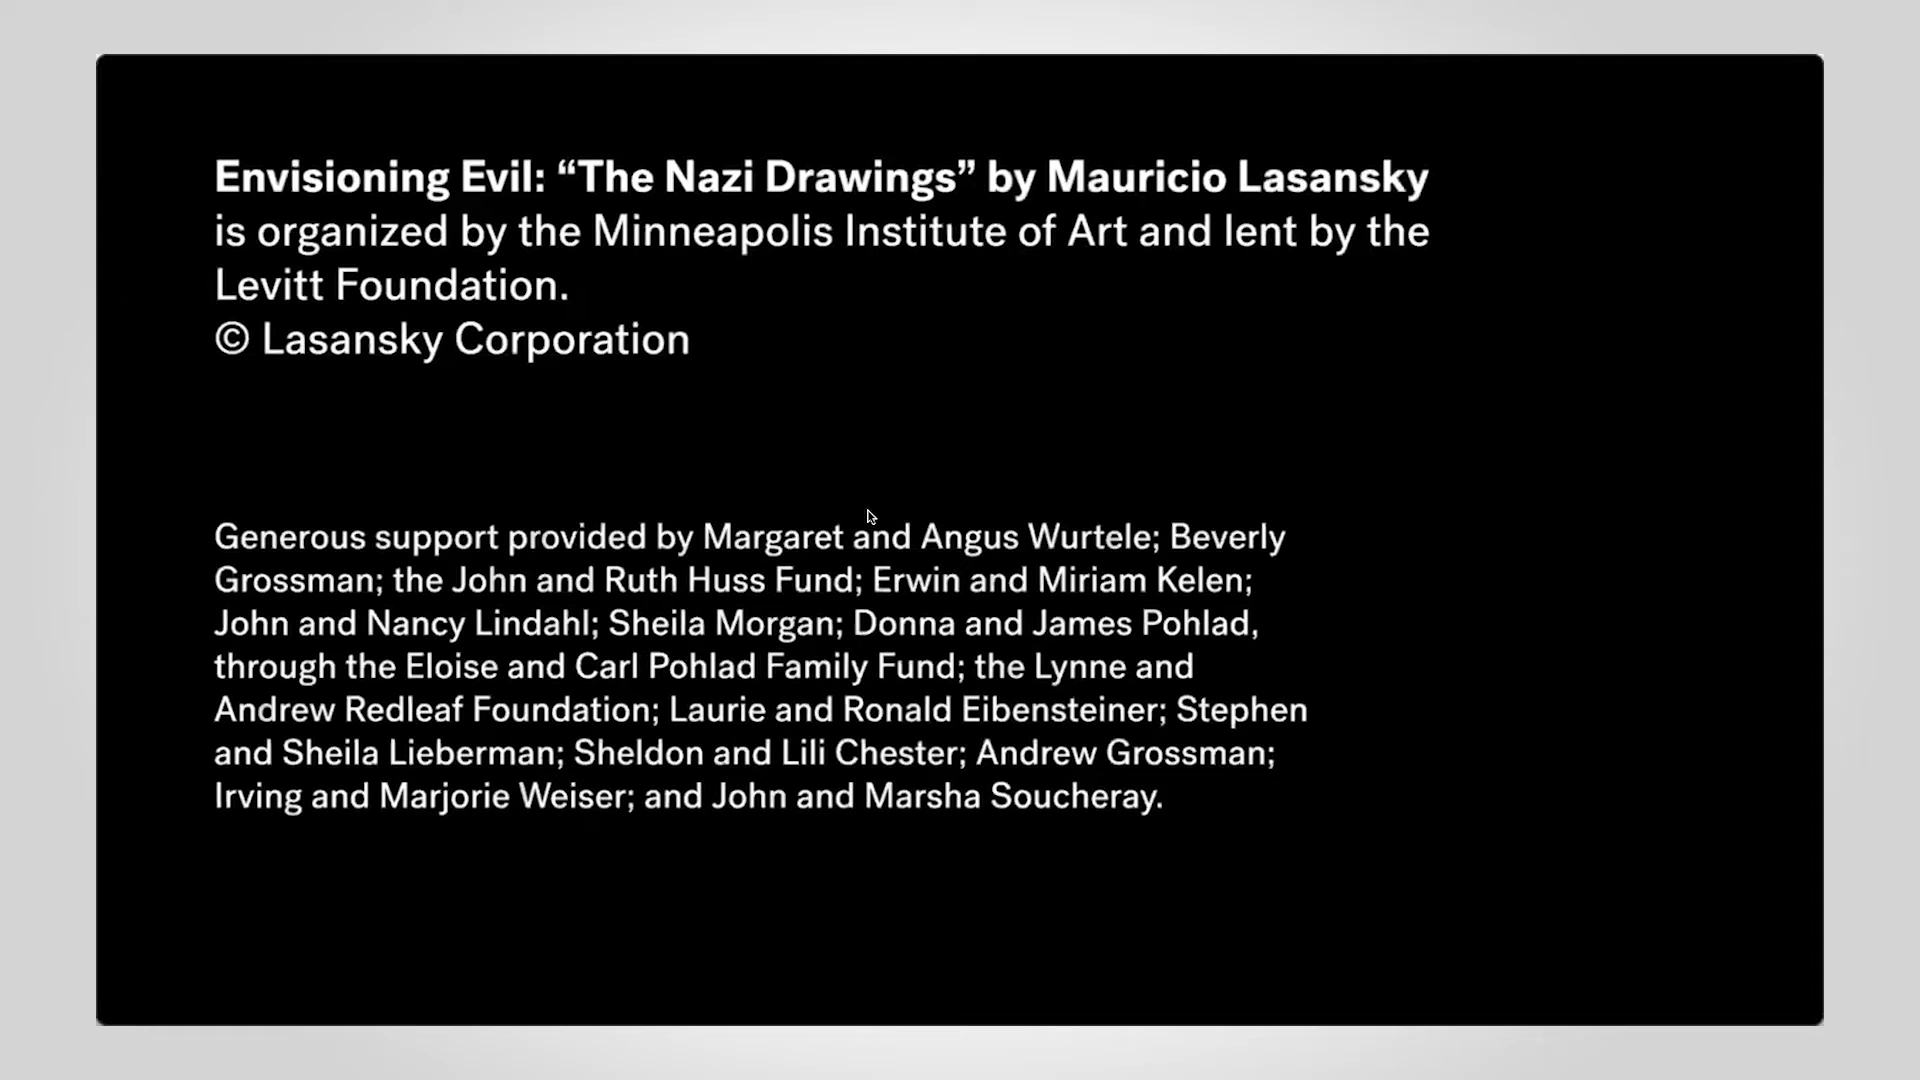 Envisioning Evil: “The Nazi Drawings” by Mauricio Lasansky
is organized by the Minneapolis Institute of Art and lent by the
Levitt Foundation.
© Lasansky Corporation
Generous support provided by Margaret and Angus Wurtele; Beverly
Grossman; the John and Ruth Huss Fund; Erwin and Miriam Kelen;
John and Nancy Lindahl; Sheila Morgan; Donna and James Pohlad,
through the Eloise and Carl Pohlad Family Fund; the Lynne and
Andrew Redleaf Foundation; Laurie and Ronald Eibensteiner; Stephen
and Sheila Lieberman; Sheldon and Lili Chester; Andrew Grossman;
Irving and Marjorie Weiser; and John and Marsha Soucheray.